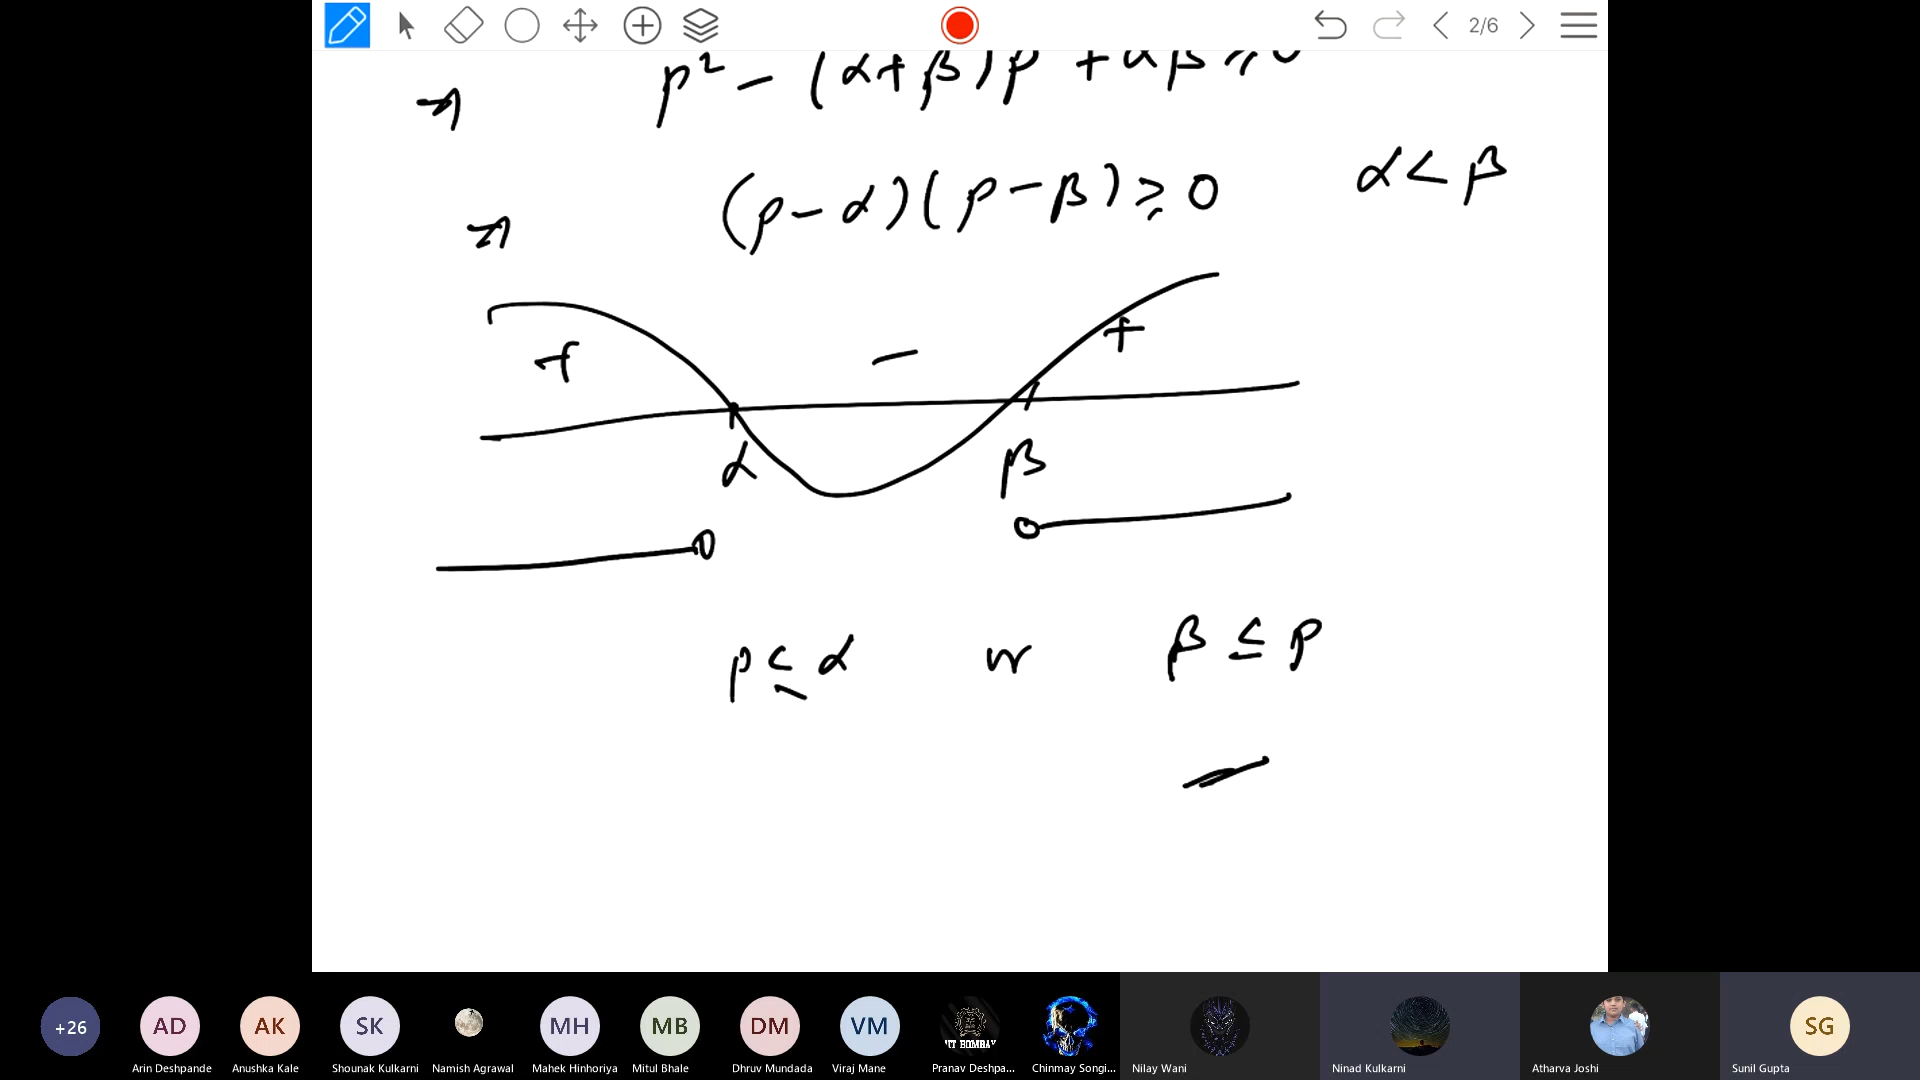 2/6
⇒ p² - (α+β)p + αβ ≥ 0
(p-α)(p-β) ≥ 0 α < β
⇒
+ - +
α β
p ≤ α or β ≤ p
+26 AD AK SK MH MB DM VM IIT BOMBAY SG
Arin Deshpande Anushka Kale Shounak Kulkarni Namish Agrawal Mahek Hinhoriya Mitul Bhale Dhruv Mundada Viraj Mane Pranav Deshpa... Chinmay Songi... Nilay Wani Ninad Kulkarni Atharva Joshi Sunil Gupta